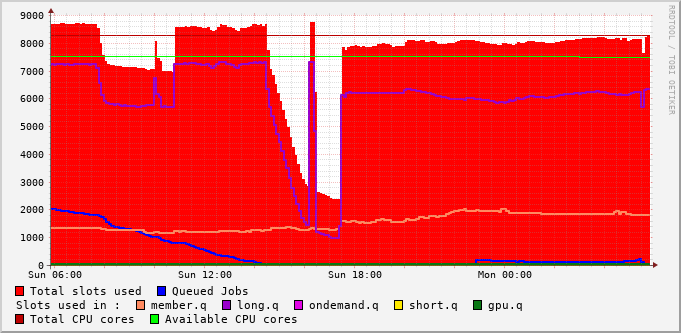 9000
8000
7000
6000
5000
4000
3000
2000
1000
0
Sun 06:00 Sun 12:00 Sun 18:00 Mon 00:00
RRDTOOL / TOBI OETIKER
Total slots used Queued Jobs
Slots used in : member.q long.q ondemand.q short.q gpu.q
Total CPU cores Available CPU cores